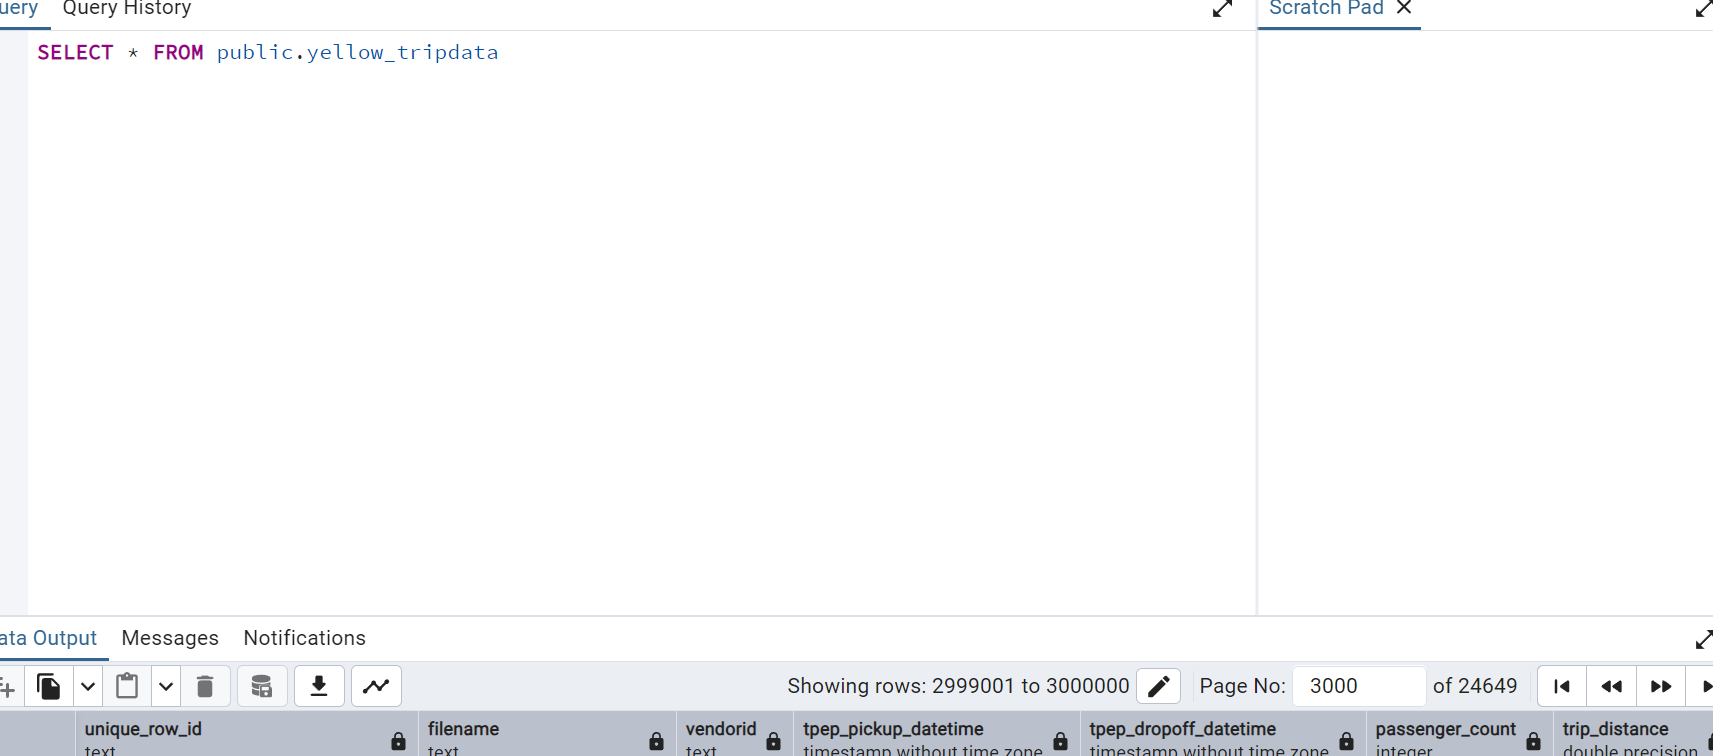 uery Query History
Scratch Pad
SELECT * FROM public.yellow_tripdata
ata Output Messages Notifications
Showing rows: 2999001 to 3000000 Page No: 3000 of 24649
unique_row_id filename vendorid tpep_pickup_datetime tpep_dropoff_datetime passenger_count trip_distance
text text text timestamp without time zone timestamp without time zone integer double precision